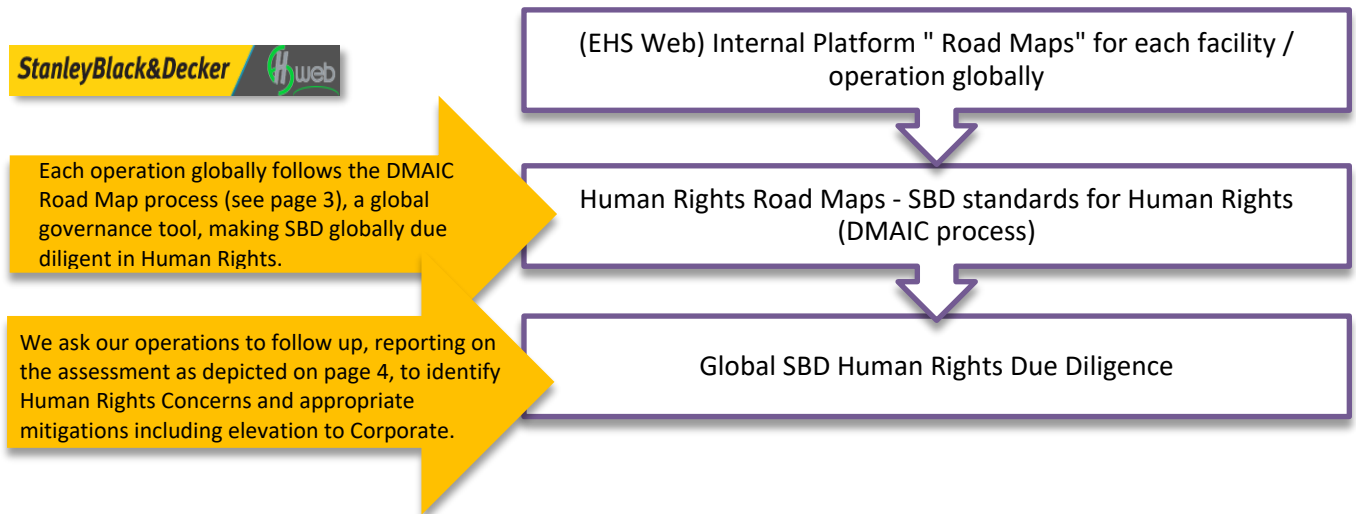 StanleyBlack&Decker
EHSweb
(EHS Web) Internal Platform " Road Maps" for each facility /
operation globally
Each operation globally follows the DMAIC
Road Map process (see page 3), a global
governance tool, making SBD globally due
diligent in Human Rights.
Human Rights Road Maps - SBD standards for Human Rights
(DMAIC process)
We ask our operations to follow up, reporting on
the assessment as depicted on page 4, to identify
Human Rights Concerns and appropriate
mitigations including elevation to Corporate.
Global SBD Human Rights Due Diligence